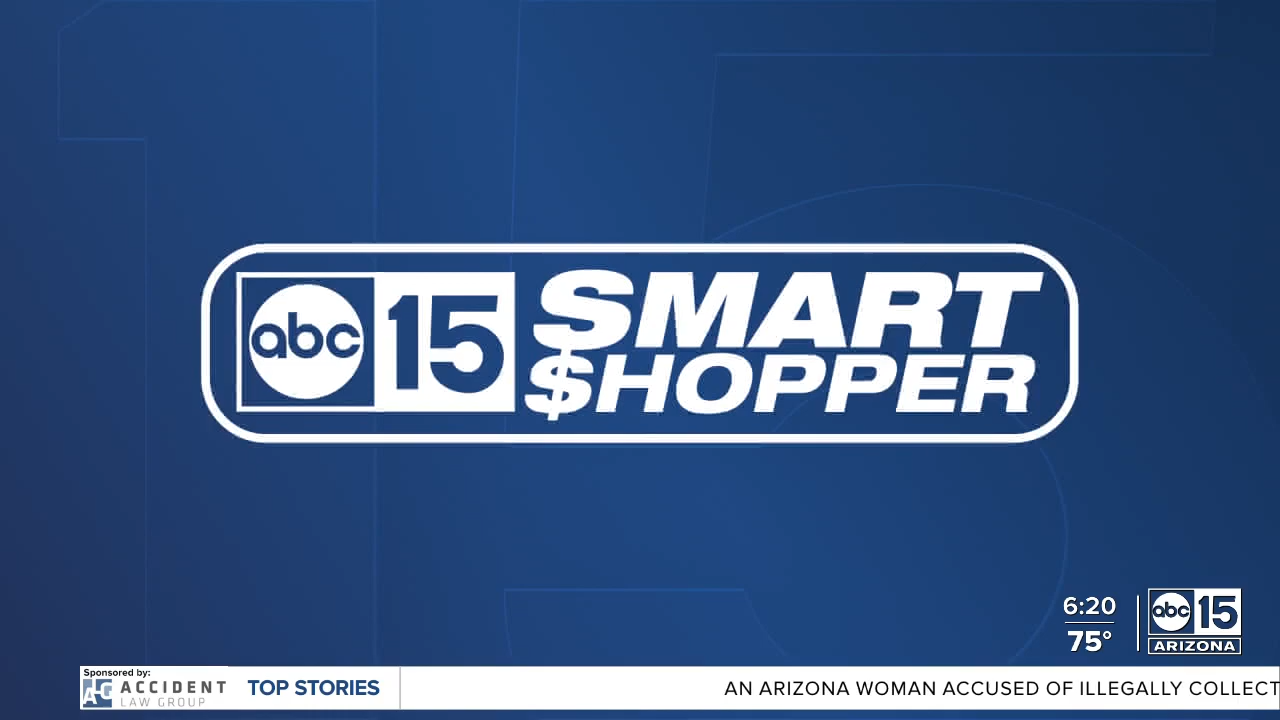 abc 15 SMART
$HOPPER
6:20
75°
abc 15
ARIZONA
Sponsored by:
AG ACCIDENT
LAW GROUP
TOP STORIES
AN ARIZONA WOMAN ACCUSED OF ILLEGALLY COLLECT